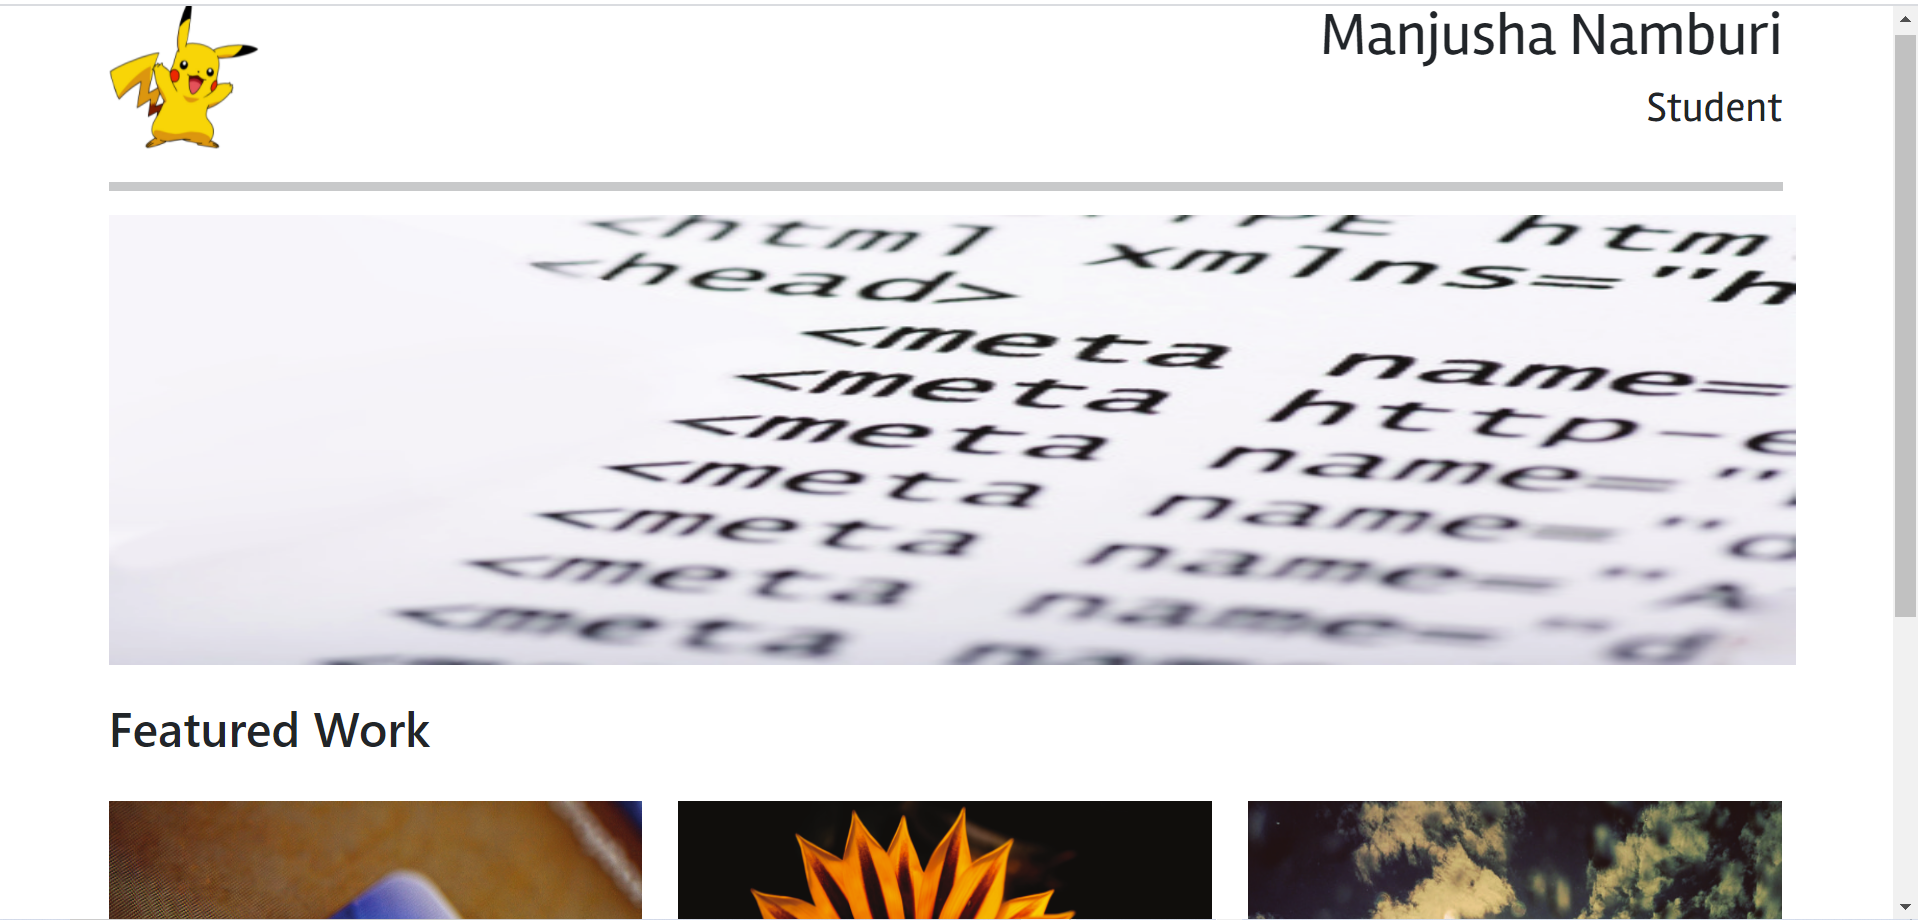 Manjusha Namburi
Student
<html
<head> xmlns="h
<meta name=
<meta http-e
<meta name="
<meta name="d
<meta name="A
<meta name="d
<meta
Featured Work